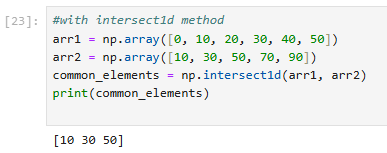 [23]:
#with intersect1d method
arr1 = np.array([0, 10, 20, 30, 40, 50])
arr2 = np.array([10, 30, 50, 70, 90])
common_elements = np.intersect1d(arr1, arr2)
print(common_elements)
[10 30 50]